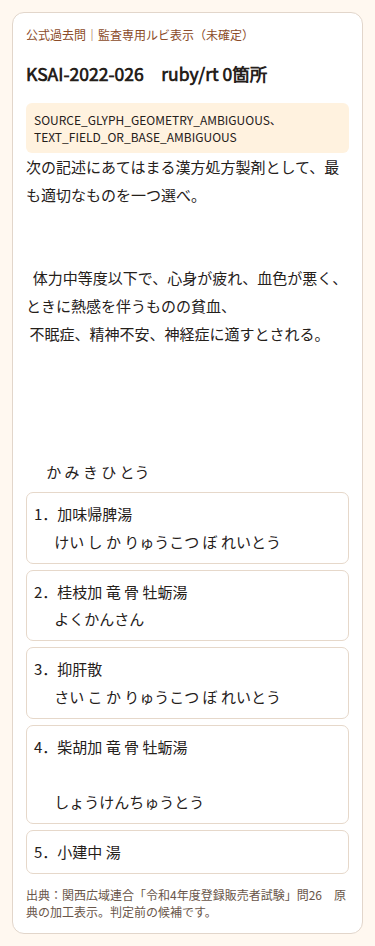 公式過去問｜監査専用ルビ表示（未確定）
KSAI-2022-026　ruby/rt 0箇所
SOURCE_GLYPH_GEOMETRY_AMBIGUOUS、
TEXT_FIELD_OR_BASE_AMBIGUOUS
次の記述にあてはまる漢方処方製剤として、最
も適切なものを一つ選べ。
体力中等度以下で、心身が疲れ、血色が悪く、
ときに熱感を伴うものの貧血、
不眠症、精神不安、神経症に適すとされる。
かみきひとう
1．加味帰脾湯
けい し か りゅうこつ ぼ れいとう
2．桂枝加 竜 骨 牡蛎湯
よくかんさん
3．抑肝散
さい こ か りゅうこつ ぼ れいとう
4．柴胡加 竜 骨 牡蛎湯
しょうけんちゅうとう
5．小建中 湯
出典：関西広域連合「令和4年度登録販売者試験」問26　原
典の加工表示。判定前の候補です。